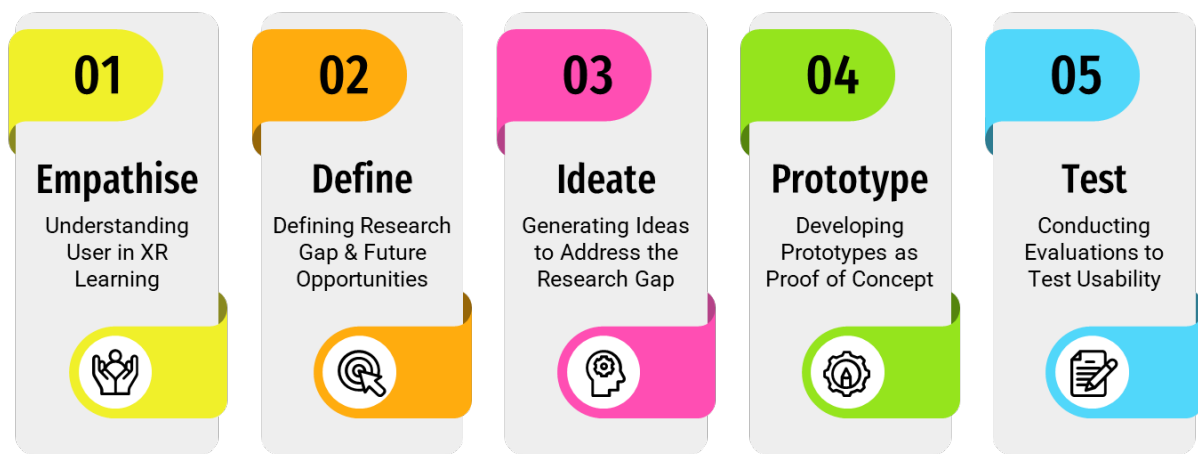 01
Empathise
Understanding
User in XR
Learning
02
Define
Defining Research
Gap & Future
Opportunities
03
Ideate
Generating Ideas
to Address the
Research Gap
04
Prototype
Developing
Prototypes as
Proof of Concept
05
Test
Conducting
Evaluations to
Test Usability